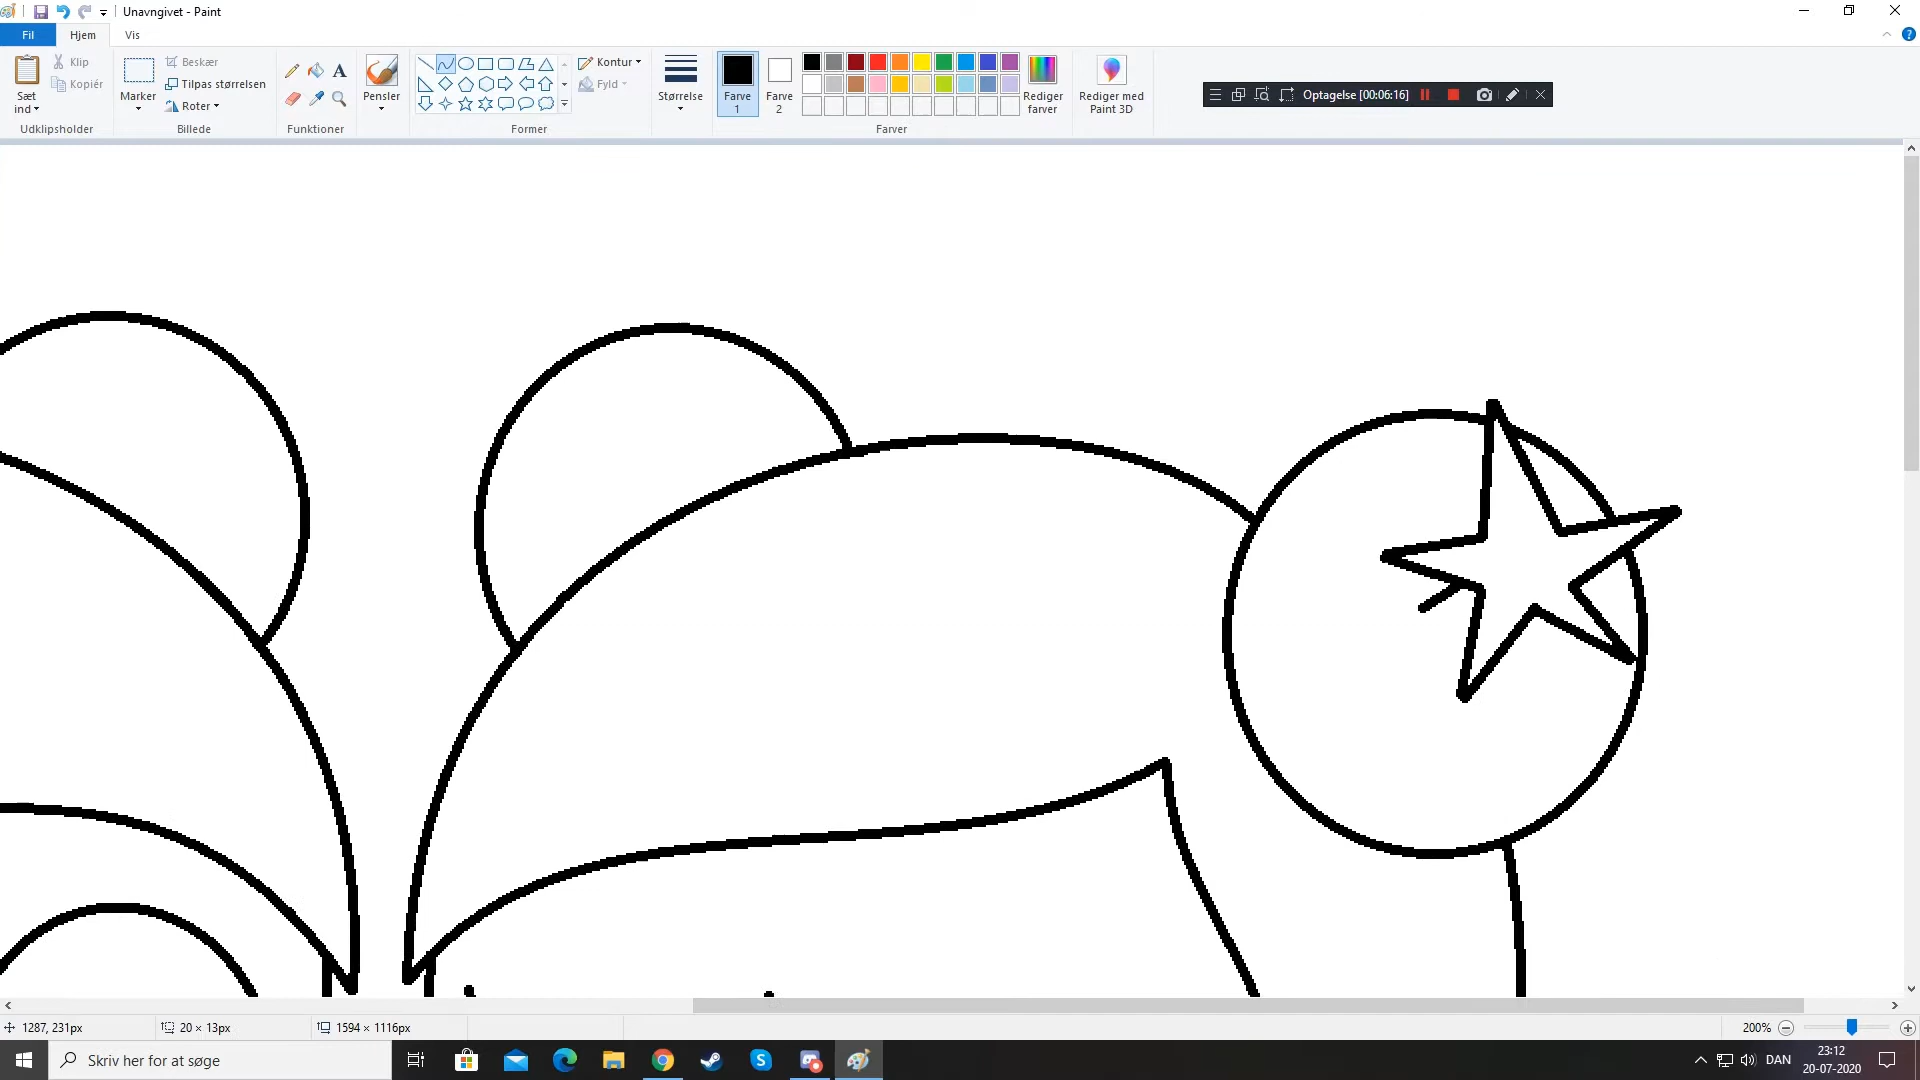 Unavngivet - Paint
Fil Hjem Vis
Sæt ind
Klip
Kopiér
Udklipsholder
Marker
Beskær
Tilpas størrelsen
Roter
Billede
A
Funktioner
Pensler
Kontur
Fyld
Former
Størrelse
Farve 1
Farve 2
Rediger farver
Farver
Rediger med Paint 3D
Optagelse [00:06:16]
1287, 231px
20 × 13px
1594 × 1116px
200%
Skriv her for at søge
DAN
23:12
20-07-2020